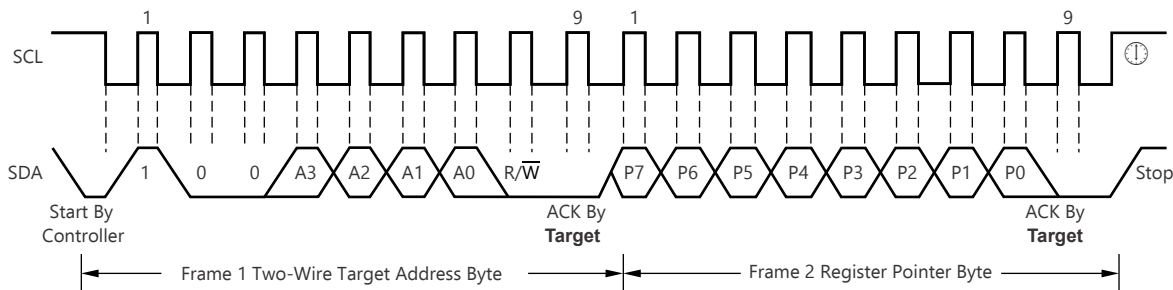 1 9 1 9
SCL
SDA 1 0 0 A3 A2 A1 A0 R/W̅ P7 P6 P5 P4 P3 P2 P1 P0 Stop
Start By ACK By ACK By
Controller Target Target
Frame 1 Two-Wire Target Address Byte Frame 2 Register Pointer Byte